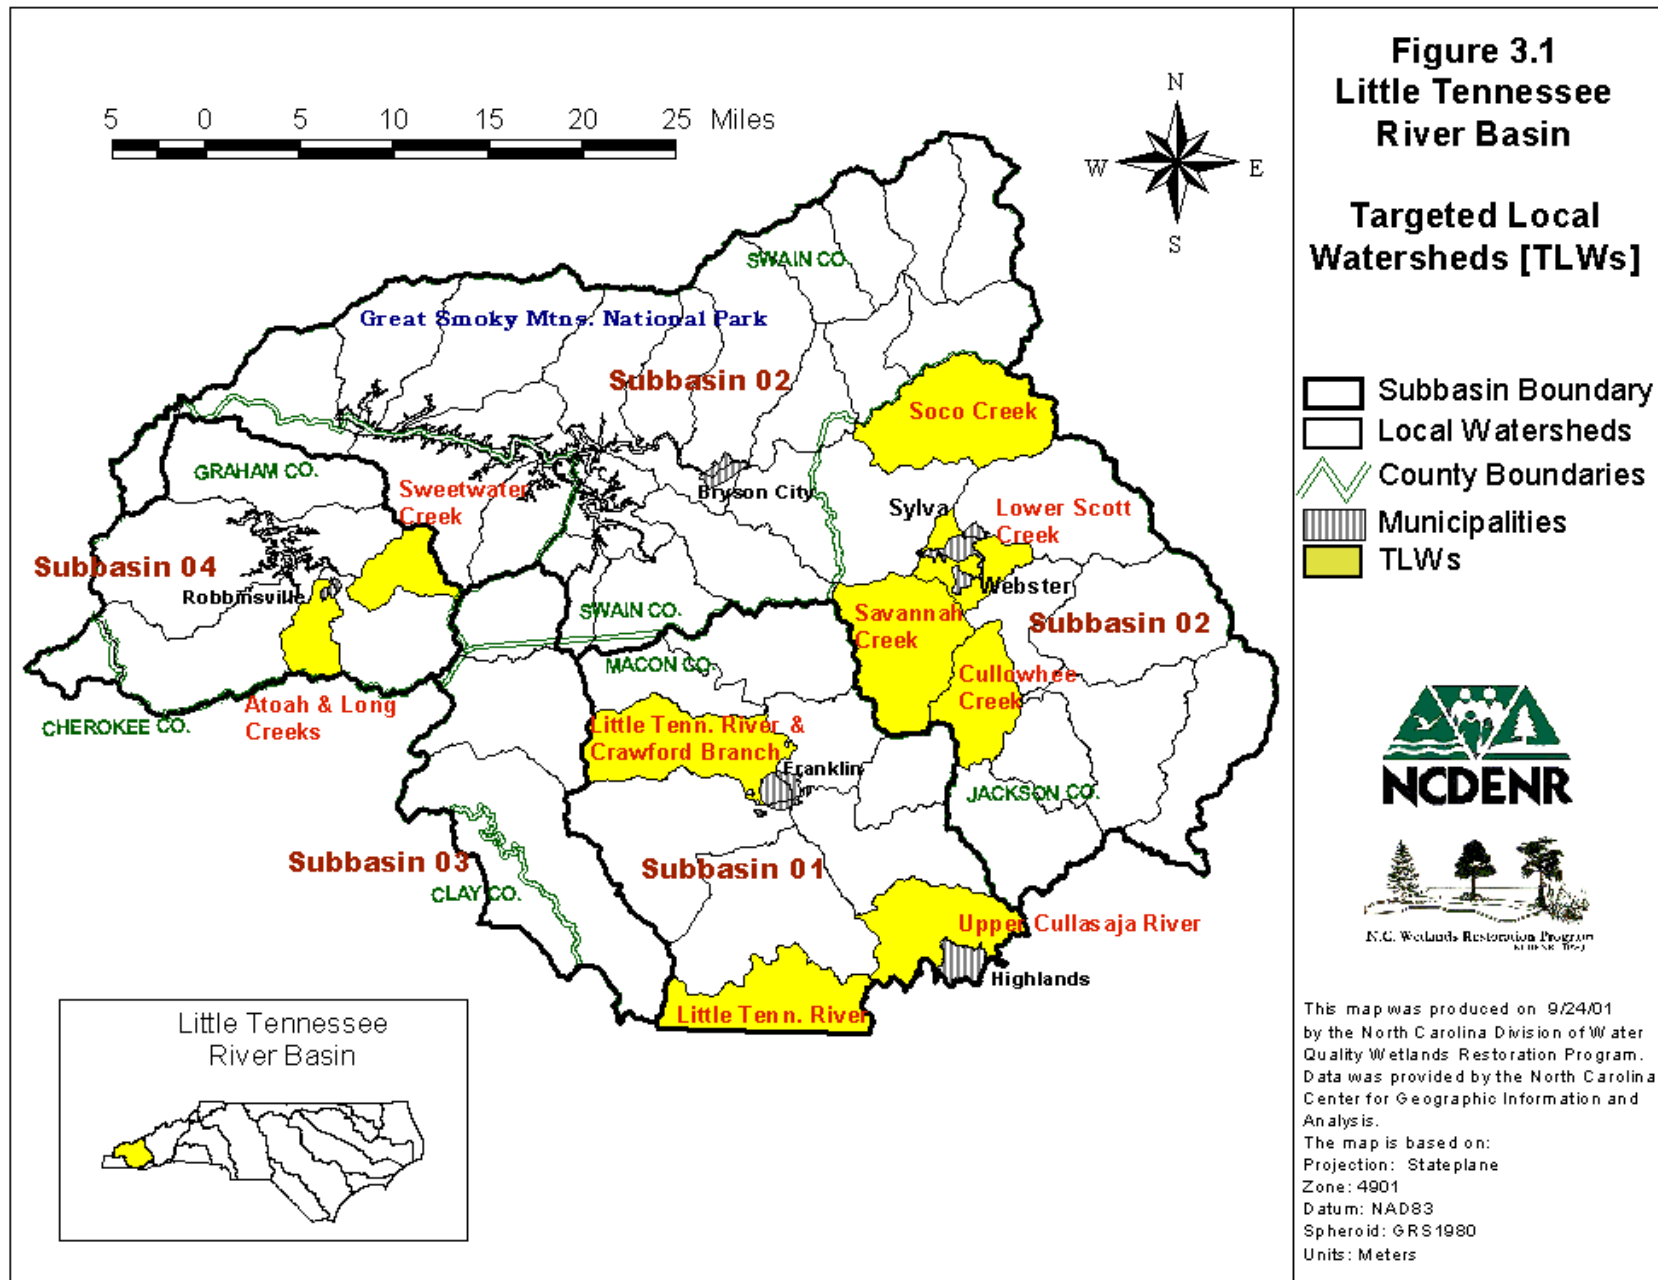 Figure 3.1
Little Tennessee
River Basin
Targeted Local
Watersheds [TLWs]
5 0 5 10 15 20 25 Miles
N
W E
S
SWAIN CO.
Great Smoky Mtns. National Park
Subbasin 02
Soco Creek
GRAHAM CO.
Sweetwater
Creek
Bryson City
Sylva
Lower Scott
Creek
Subbasin 04
Robbinsville
Webster
SWAIN CO.
Savannah
Creek
Subbasin 02
MACON CO.
Cullowhee
Creek
Atoah & Long
Creeks
CHEROKEE CO.
Little Tenn. River &
Crawford Branch
Franklin
JACKSON CO.
Subbasin 03
Subbasin 01
CLAY CO.
Upper Cullasaja River
Highlands
Little Tenn. River
Little Tennessee
River Basin
Subbasin Boundary
Local Watersheds
County Boundaries
Municipalities
TLWs
NCDENR
N.C. Wetlands Restoration Program
This map was produced on 9/24/01
by the North Carolina Division of Water
Quality Wetlands Restoration Program.
Data was provided by the North Carolina
Center for Geographic Information and
Analysis.
The map is based on:
Projection: Stateplane
Zone: 4901
Datum: NAD83
Spheroid: GRS1980
Units: Meters